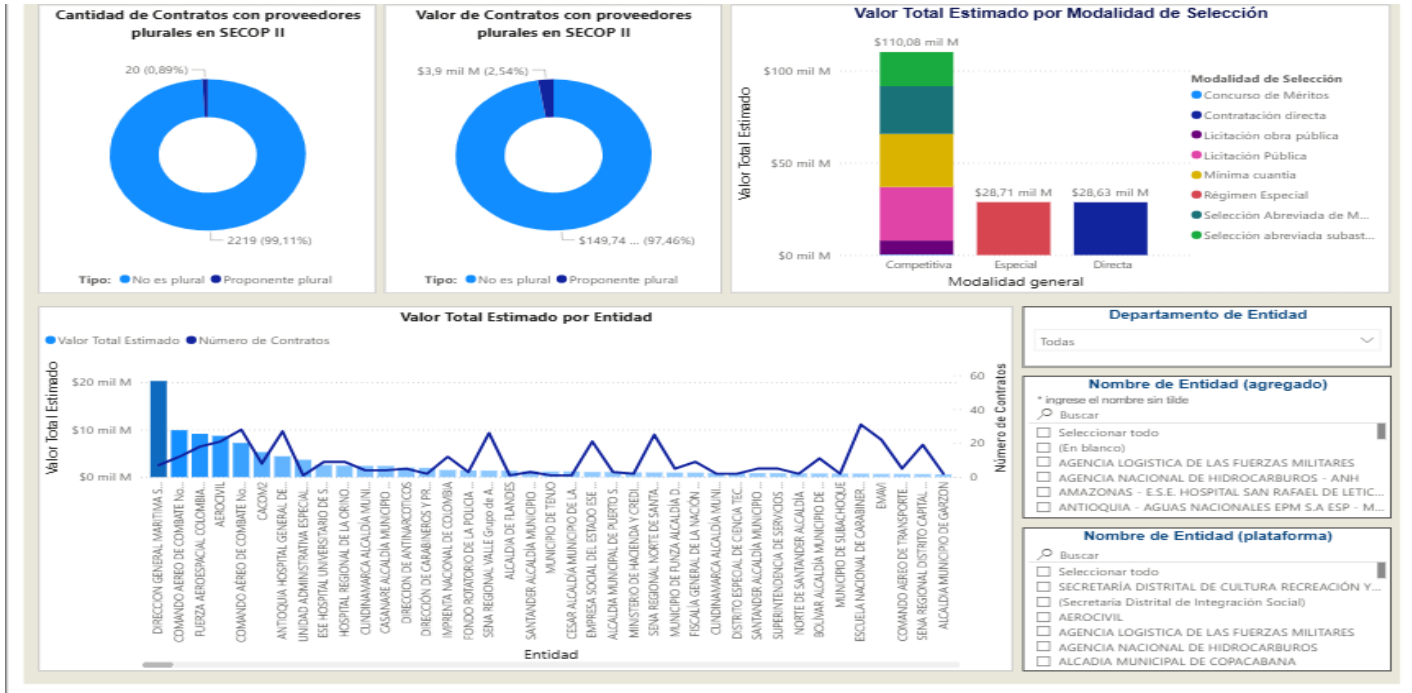 Cantidad de Contratos con proveedores
plurales en SECOP II
20 (0,89%)
2219 (99,11%)
Tipo: No es plural Proponente plural
Valor de Contratos con proveedores
plurales en SECOP II
$3,9 mil M (2,54%)
$149,74 ... (97,46%)
Tipo: No es plural Proponente plural
Valor Total Estimado por Modalidad de Selección
Valor Total Estimado
$110,08 mil M
$100 mil M
$50 mil M
$28,71 mil M
$28,63 mil M
$0 mil M
Competitiva
Especial
Directa
Modalidad general
Modalidad de Selección
Concurso de Méritos
Contratación directa
Licitación obra pública
Licitación Pública
Mínima cuantía
Régimen Especial
Selección Abreviada de M...
Selección abreviada subast...
Valor Total Estimado por Entidad
Valor Total Estimado Número de Contratos
Valor Total Estimado
$20 mil M
$10 mil M
$0 mil M
60
40
20
0
Número de Contratos
DIRECCION GENERAL MARITIMA S...
COMANDO AEREO DE COMBATE No...
FUERZA AEROESPACIAL COLOMBIA...
AEROCIVIL
COMANDO AÉREO DE COMBATE No...
CACOM2
ANTIOQUIA HOSPITAL GENERAL DE...
UNIDAD ADMINISTRATIVA ESPECIAL...
ESE HOSPITAL UNIVERSITARIO DE S...
HOSPITAL REGIONAL DE LA ORINO...
CUNDINAMARCA ALCALDÍA MUNI...
CASANARE ALCALDÍA MUNICIPIO ...
DIRECCION DE ANTINARCOTICOS
DIRECCIÓN DE CARABINEROS Y PR...
IMPRENTA NACIONAL DE COLOMBIA
FONDO ROTATORIO DE LA POLICIA ...
SENA REGIONAL VALLE Grupo de A...
ALCALDIA DE FLANDES
SANTANDER ALCALDÍA MUNICIPIO ...
MUNICIPIO DE TENJO
CESAR ALCALDÍA MUNICIPIO DE LA...
EMPRESA SOCIAL DEL ESTADO ESE ...
ALCALDIA MUNICIPAL DE PUERTO S...
MINISTERIO DE HACIENDA Y CREDI...
SENA REGIONAL NORTE DE SANTA...
MUNICIPIO DE FUNZA ALCALDÍA D...
FISCALÍA GENERAL DE LA NACIÓN ...
CUNDINAMARCA ALCALDÍA MUNI...
DISTRITO ESPECIAL DE CIENCIA TEC...
SANTANDER ALCALDÍA MUNICIPIO ...
SUPERINTENDENCIA DE SERVICIOS ...
NORTE DE SANTANDER ALCALDÍA ...
BOLÍVAR ALCALDÍA MUNICIPIO DE ...
MUNCIPIO DE SUBACHOQUE
ESCUELA NACIONAL DE CARABINER...
EMAVI
COMANDO AEREO DE TRANSPORTE...
SENA REGIONAL DISTRITO CAPITAL...
ALCALDIA MUNICIPIO DE GARZON
Entidad
Departamento de Entidad
Todas
Nombre de Entidad (agregado)
* ingrese el nombre sin tilde
Buscar
Seleccionar todo
(En blanco)
AGENCIA LOGISTICA DE LAS FUERZAS MILITARES
AGENCIA NACIONAL DE HIDROCARBUROS - ANH
AMAZONAS - E.S.E. HOSPITAL SAN RAFAEL DE LETIC...
ANTIOQUIA - AGUAS NACIONALES EPM S.A ESP - M...
Nombre de Entidad (plataforma)
Buscar
Seleccionar todo
SECRETARÍA DISTRITAL DE CULTURA RECREACIÓN Y...
(Secretaria Distrital de Integración Social)
AEROCIVIL
AGENCIA LOGISTICA DE LAS FUERZAS MILITARES
AGENCIA NACIONAL DE HIDROCARBUROS
ALCADIA MUNICIPAL DE COPACABANA